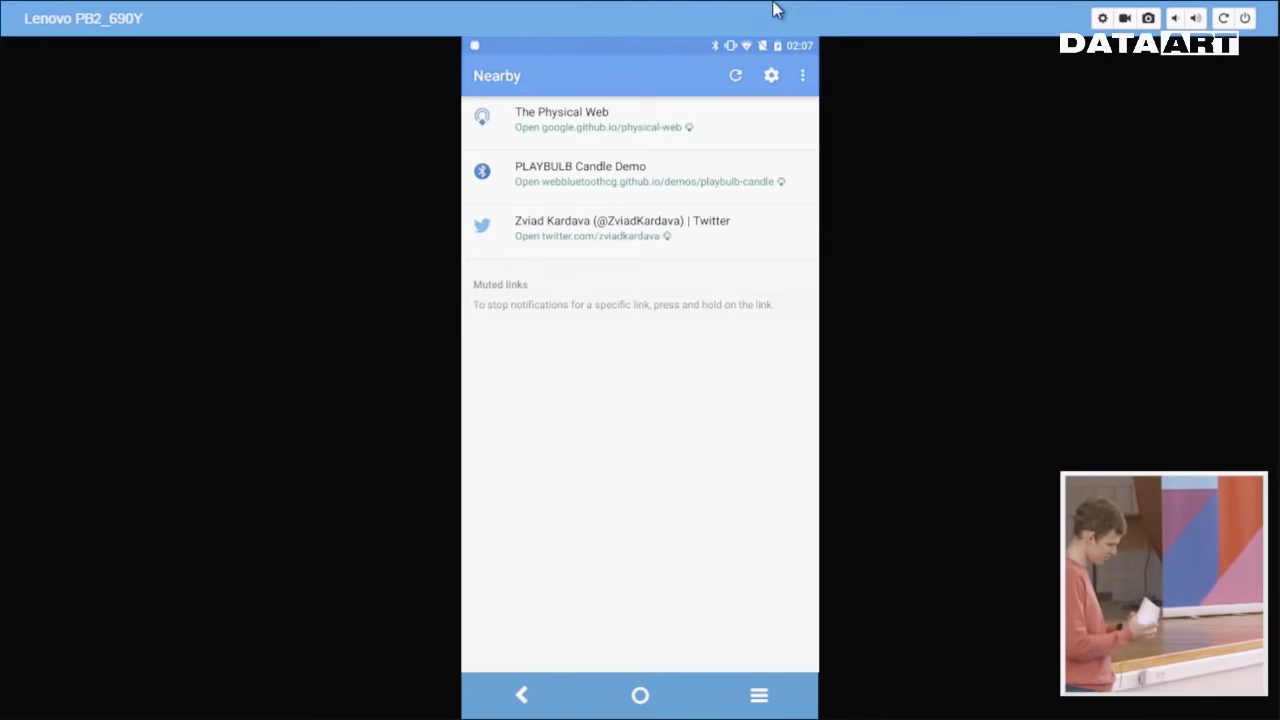 Lenovo PB2_690Y
DATAART
02:07
Nearby
The Physical Web
Open google.github.io/physical-web
PLAYBULB Candle Demo
Open webbluetoothcg.github.io/demos/playbulb-candle
Zviad Kardava (@ZviadKardava) | Twitter
Open twitter.com/zviadkardava
Muted links
To stop notifications for a specific link, press and hold on the link.